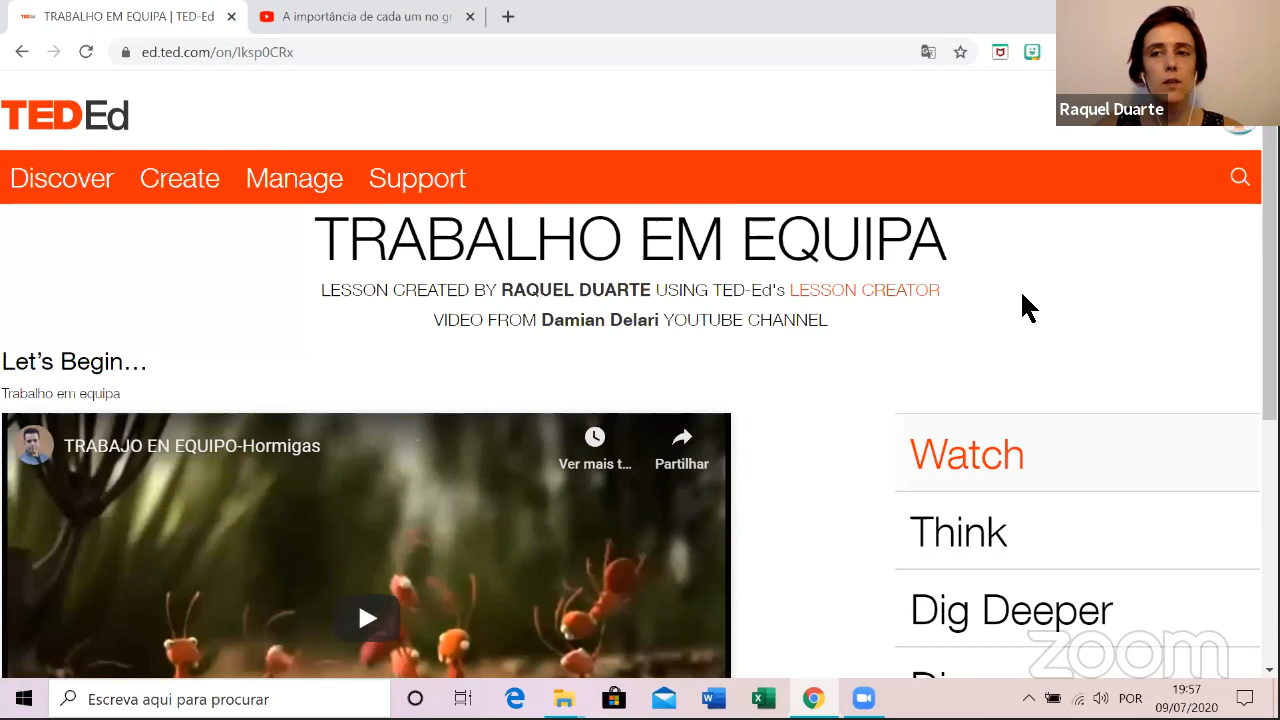 TRABALHO EM EQUIPA | TED-Ed
A importância de cada um no gr
ed.ted.com/on/Iksp0CRx
Raquel Duarte
TEDEd
Discover Create Manage Support
TRABALHO EM EQUIPA
LESSON CREATED BY RAQUEL DUARTE USING TED-Ed's LESSON CREATOR
VIDEO FROM Damian Delari YOUTUBE CHANNEL
Let's Begin…
Trabalho em equipa
TRABAJO EN EQUIPO-Hormigas
Ver mais t...
Partilhar
Watch
Think
Dig Deeper
zoom
Escreva aqui para procurar
POR
19:57
09/07/2020